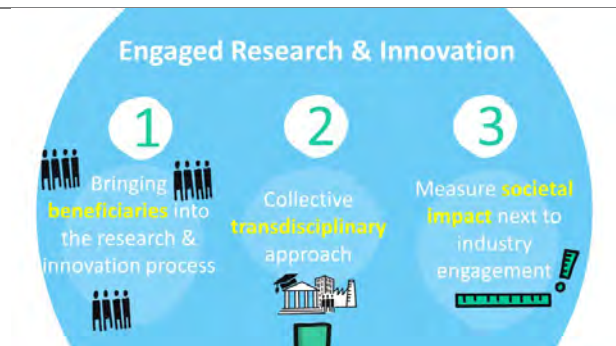 Engaged Research & Innovation
1
Bringing
beneficiaries into
the research &
innovation process
2
Collective
transdisciplinary
approach
3
Measure societal
impact next to
industry
engagement